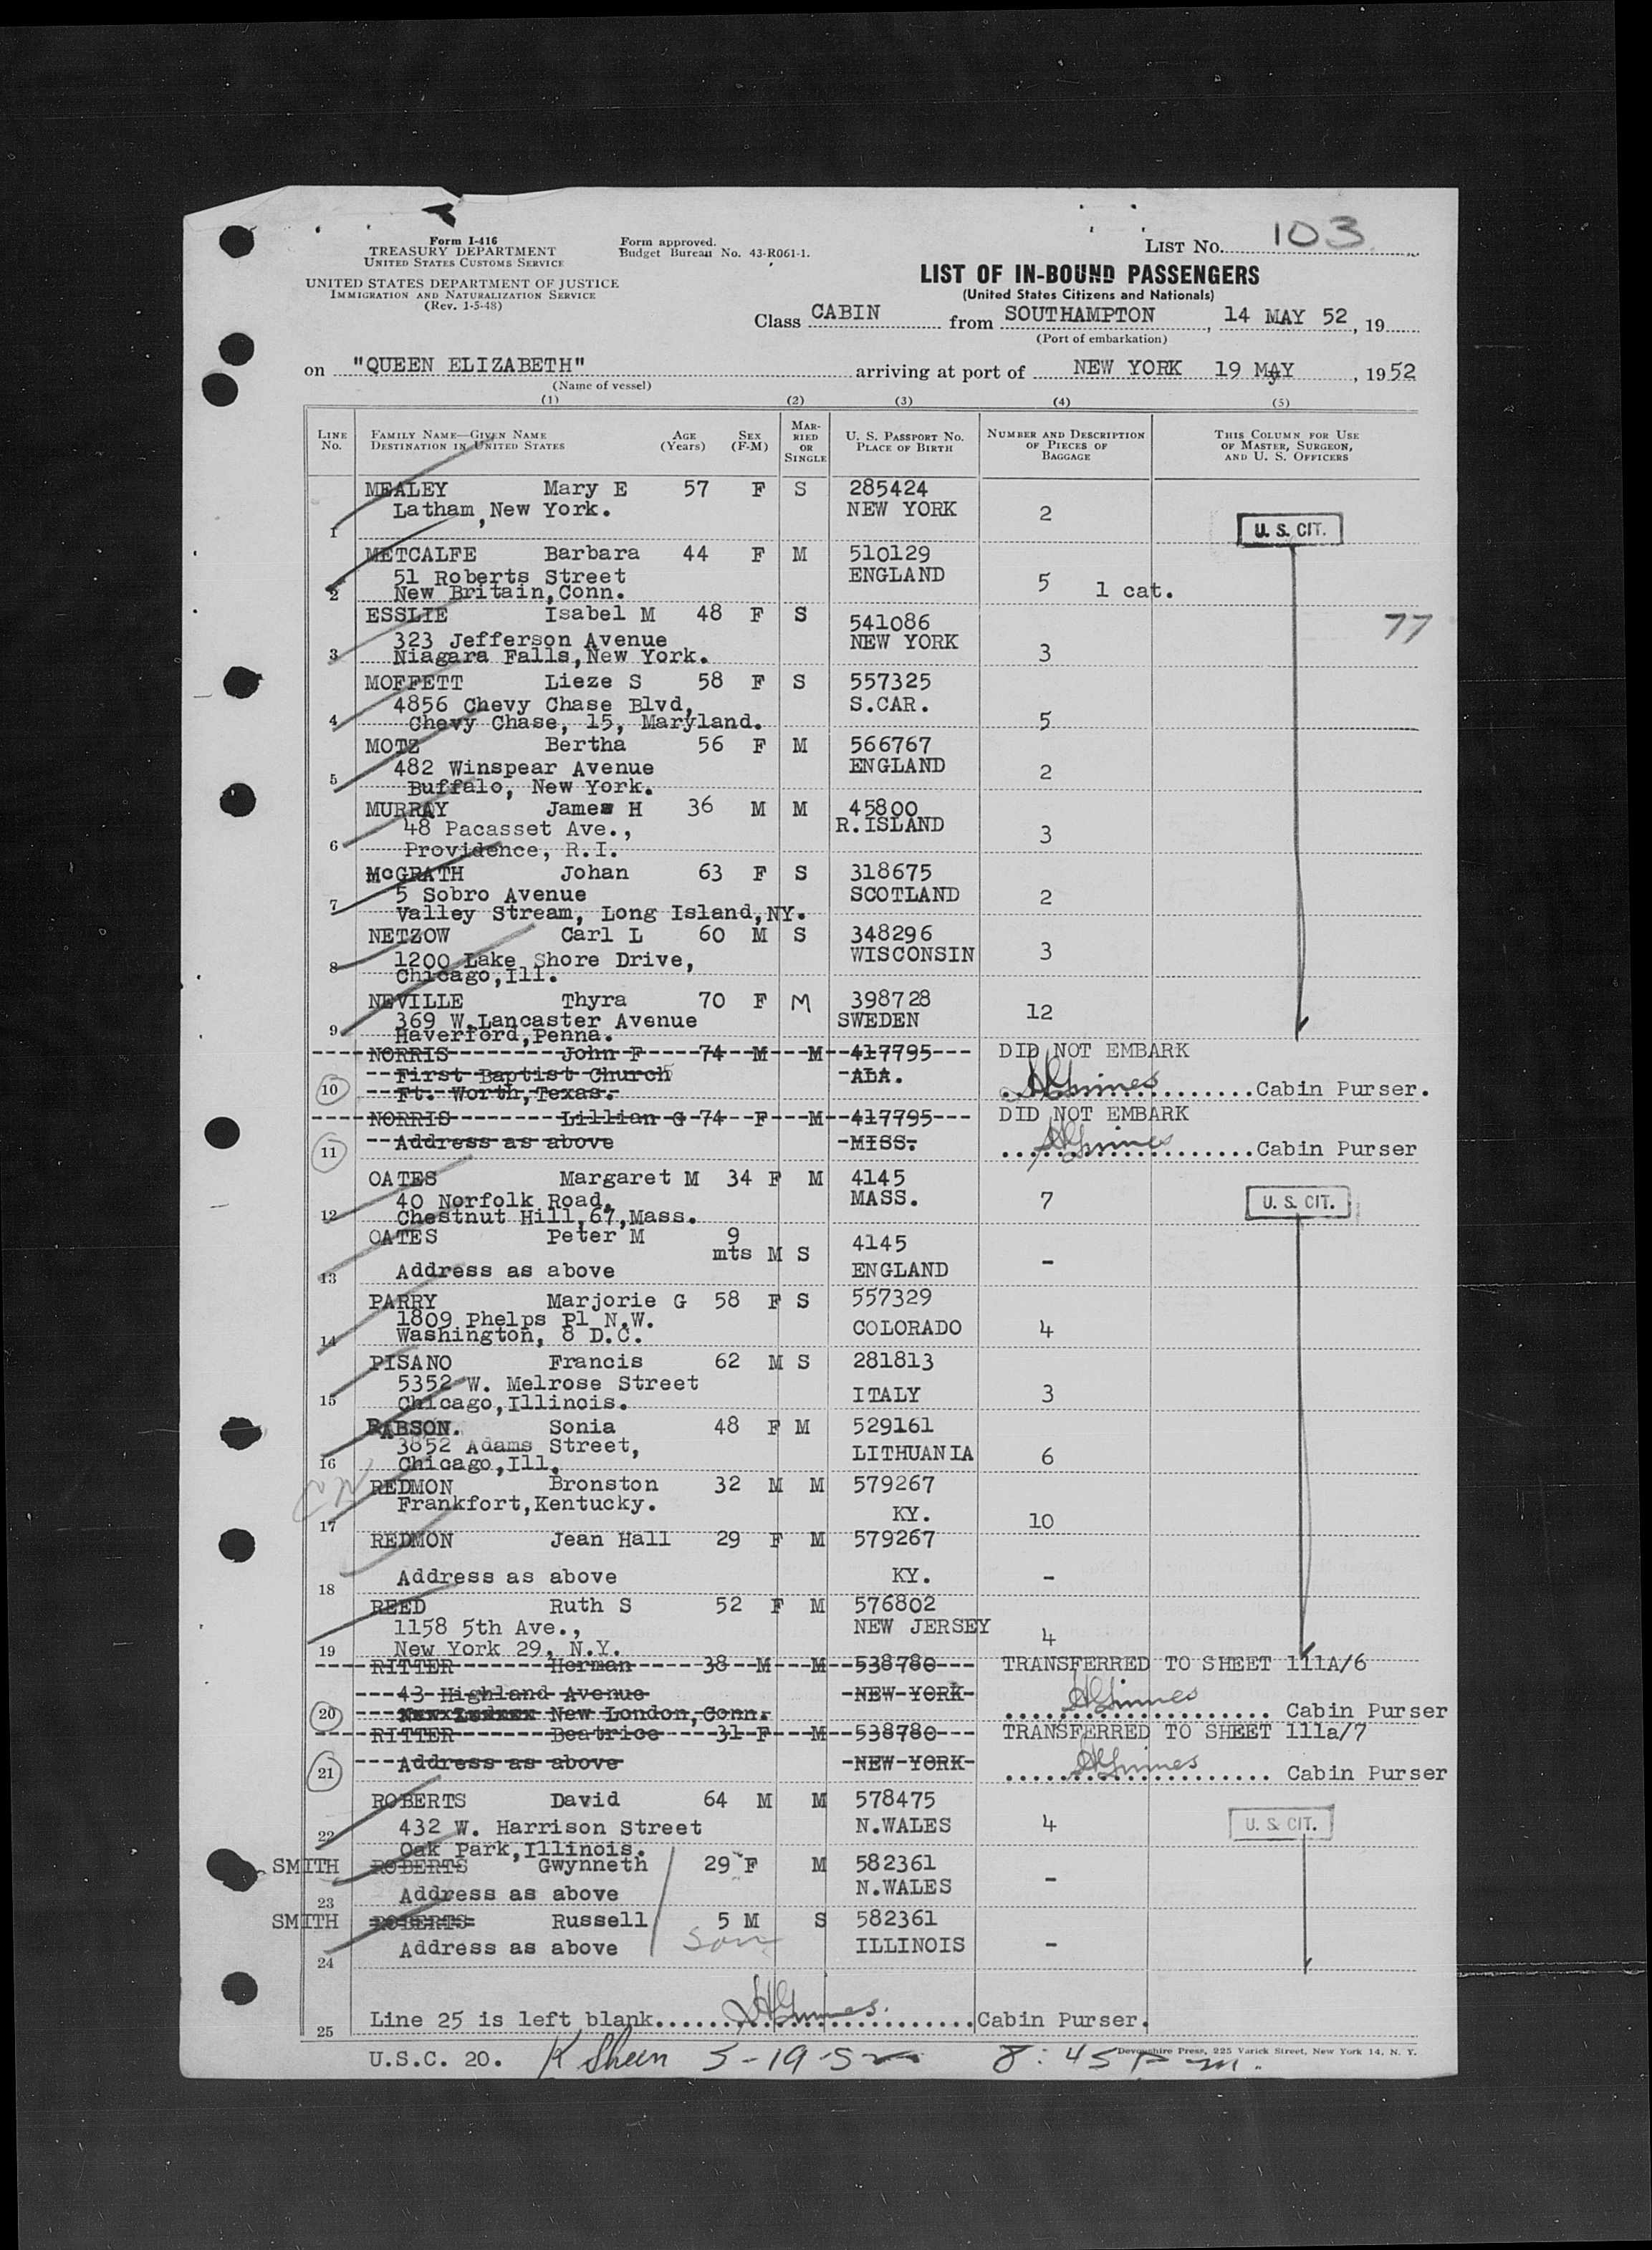 Form I-416
TREASURY DEPARTMENT
UNITED STATES CUSTOMS SERVICE
UNITED STATES DEPARTMENT OF JUSTICE
IMMIGRATION AND NATURALIZATION SERVICE
(Rev. 1-5-48)
Form approved.
Budget Bureau No. 43-R061-1.
LIST No. 103
LIST OF IN-BOUND PASSENGERS
(United States Citizens and Nationals)
Class CABIN from SOUTHAMPTON, 14 MAY 52, 19
(Port of embarkation)
on "QUEEN ELIZABETH" arriving at port of NEW YORK 19 MAY, 1952
(Name of vessel)
(1) (2) (3) (4) (5)
LINE No. FAMILY NAME—GIVEN NAME DESTINATION IN UNITED STATES AGE (Years) SEX (F-M) MARRIED OR SINGLE U. S. PASSPORT No. PLACE OF BIRTH NUMBER AND DESCRIPTION OF PIECES OF BAGGAGE THIS COLUMN FOR USE OF MASTER, SURGEON, AND U. S. OFFICERS
MEALEY Mary E 57 F S 285424
Latham, New York. NEW YORK 2
1 U. S. CIT.
METCALFE Barbara 44 F M 510129
51 Roberts Street ENGLAND 5 1 cat.
2 New Britain, Conn.
ESSLIE Isabel M 48 F S 541086 77
323 Jefferson Avenue NEW YORK
3 Niagara Falls, New York. 3
MOFFETT Lieze S 58 F S 557325
4856 Chevy Chase Blvd, S.CAR.
4 Chevy Chase, 15, Maryland. 5
MOTZ Bertha 56 F M 566767
482 Winspear Avenue ENGLAND 2
5 Buffalo, New York.
MURRAY James H 36 M M 45800
48 Pacasset Ave., R.ISLAND 3
6 Providence, R.I.
McGRATH Johan 63 F S 318675
5 Sobro Avenue SCOTLAND 2
7 Valley Stream, Long Island, NY.
NETZOW Carl L 60 M S 348296
1200 Lake Shore Drive, WISCONSIN 3
8 Chicago, Ill.
NEVILLE Thyra 70 F M 398728
369 W. Lancaster Avenue SWEDEN 12
9 Haverford, Penna.
NORRIS John F 74 M M 417795 DID NOT EMBARK
First Baptist Church ALA.
10 Ft. Worth, Texas. Cabin Purser.
NORRIS Lillian G 74 F M 417795 DID NOT EMBARK
Address as above MISS.
11 Cabin Purser
OATES Margaret M 34 F M 4145
40 Norfolk Road, MASS. 7 U. S. CIT.
12 Chestnut Hill, 67, Mass.
OATES Peter M 9 mts M S 4145
13 Address as above ENGLAND -
PARRY Marjorie G 58 F S 557329
1809 Phelps Pl N.W.
14 Washington, 8 D.C. COLORADO 4
PISANO Francis 62 M S 281813
5352 W. Melrose Street
15 Chicago, Illinois. ITALY 3
RABSON. Sonia 48 F M 529161
3852 Adams Street, LITHUANIA 6
16 Chicago, Ill.
REDMON Bronston 32 M M 579267
Frankfort, Kentucky. KY.
17 10
REDMON Jean Hall 29 F M 579267
Address as above KY. -
18
REED Ruth S 52 F M 576802
1158 5th Ave., NEW JERSEY 4
19 New York 29, N.Y.
RITTER Herman 38 M M 538780 TRANSFERRED TO SHEET 111A/6
43 Highland Avenue NEW YORK
20 New London, Conn. Cabin Purser
RITTER Beatrice 31 F M 538780 TRANSFERRED TO SHEET 111a/7
21 Address as above NEW YORK Cabin Purser
ROBERTS David 64 M M 578475
22 432 W. Harrison Street N.WALES 4 U. S. CIT.
Oak Park, Illinois.
SMITH ROBERTS Gwynneth 29 F M 582361
23 Address as above N.WALES -
SMITH ROBERTS Russell 5 M S 582361
Address as above son ILLINOIS -
24
25 Line 25 is left blank Cabin Purser.
U.S.C. 20. K Sheen 5-19-52 8:45 P.m.
Devonshire Press, 225 Varick Street, New York 14, N. Y.